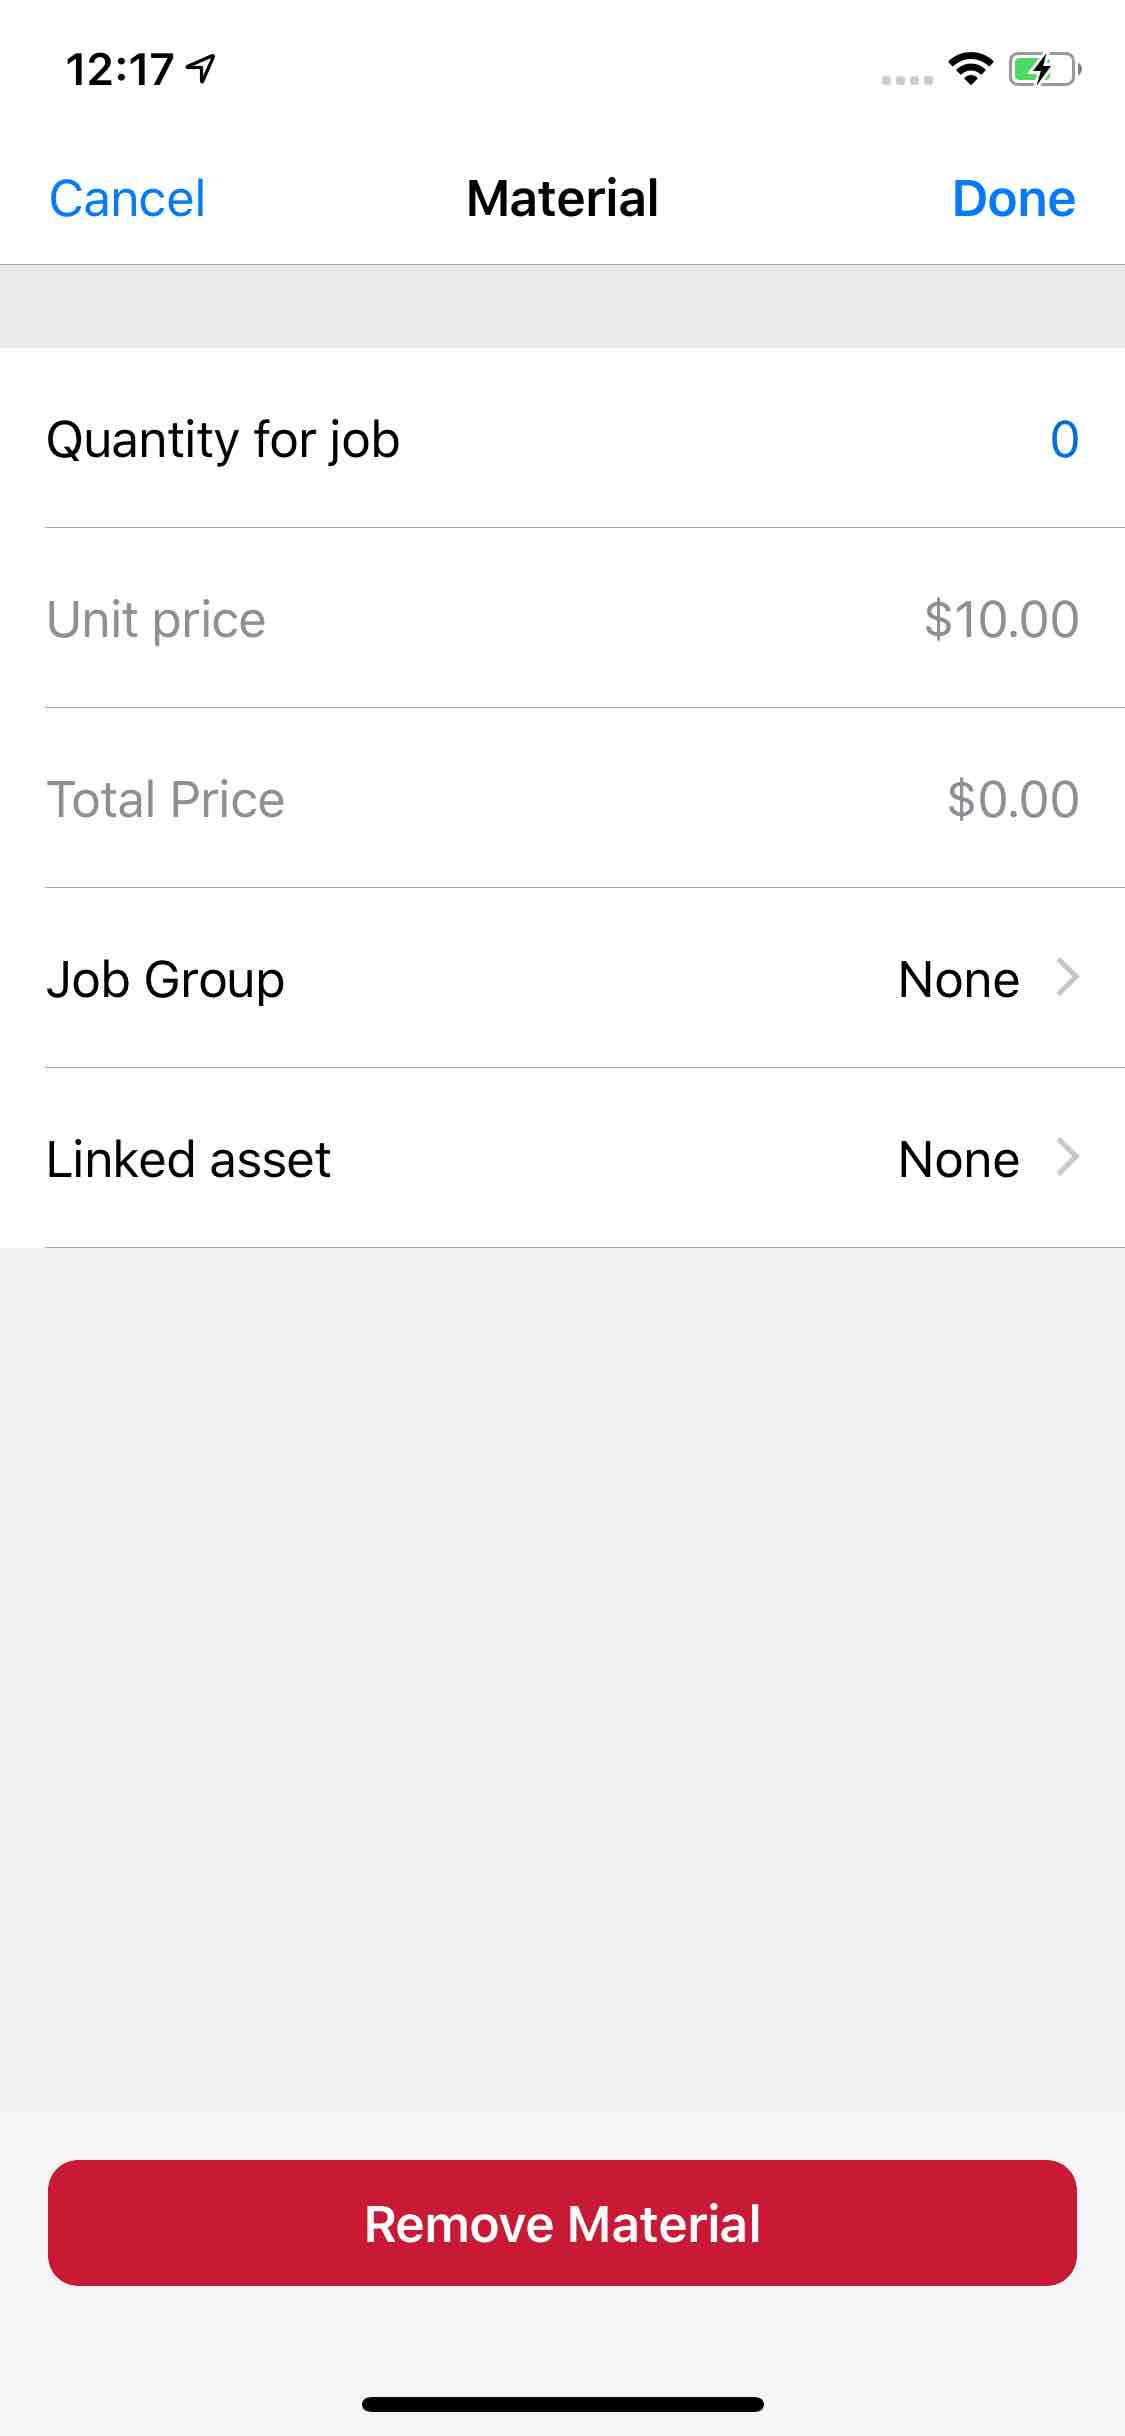 12:17
Cancel Material Done
Quantity for job 0
Unit price $10.00
Total Price $0.00
Job Group None
Linked asset None
Remove Material